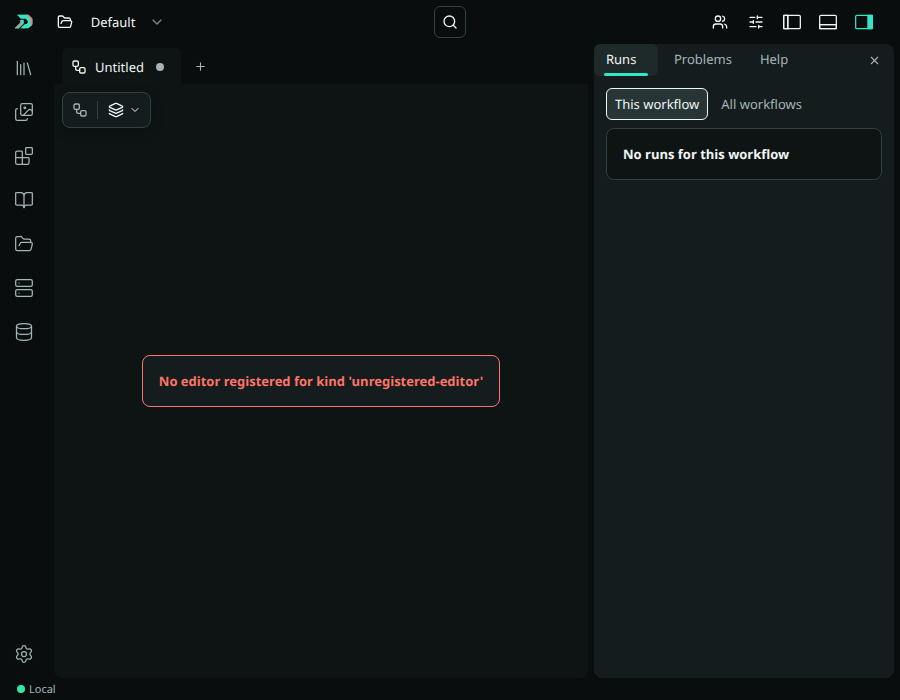 Default
Untitled
Runs
Problems
Help
This workflow
All workflows
No runs for this workflow
No editor registered for kind 'unregistered-editor'
Local